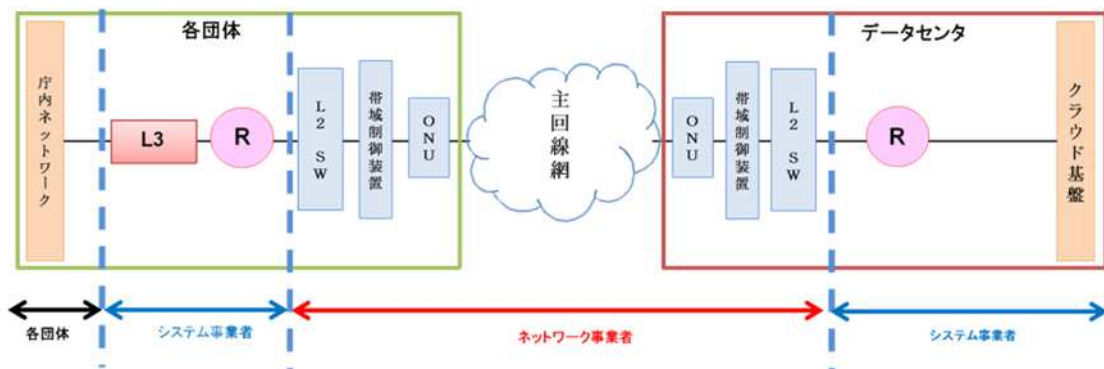 各団体
データセンタ
庁内ネットワーク
L3
R
L2 SW
帯域制御装置
ONU
主回線網
ONU
帯域制御装置
L2 SW
R
クラウド基盤
各団体
システム事業者
ネットワーク事業者
システム事業者